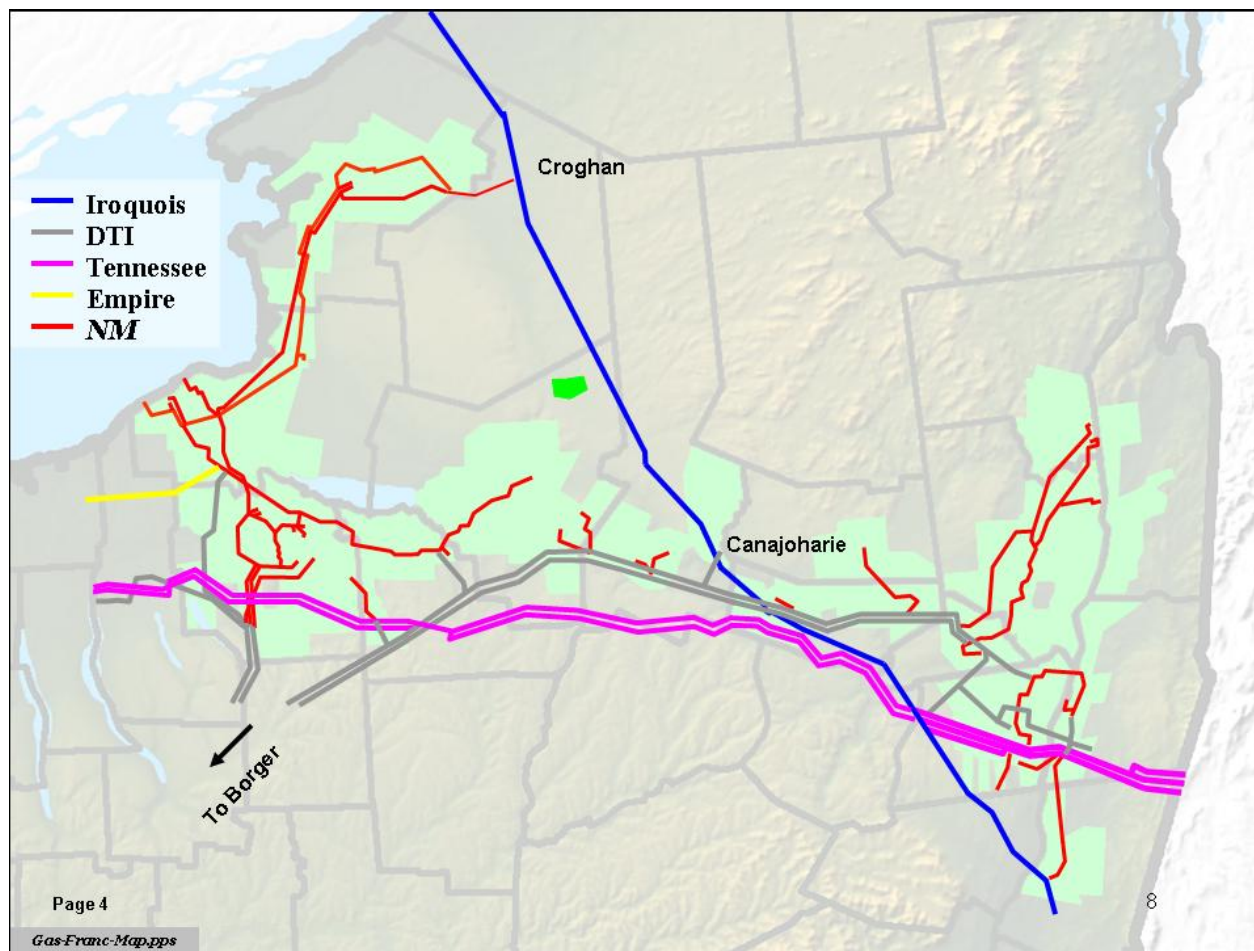 Croghan
Iroquois
DTI
Tennessee
Empire
NM
Canajoharie
To Borger
Page 4
8
Gas-Franc-Map.pps